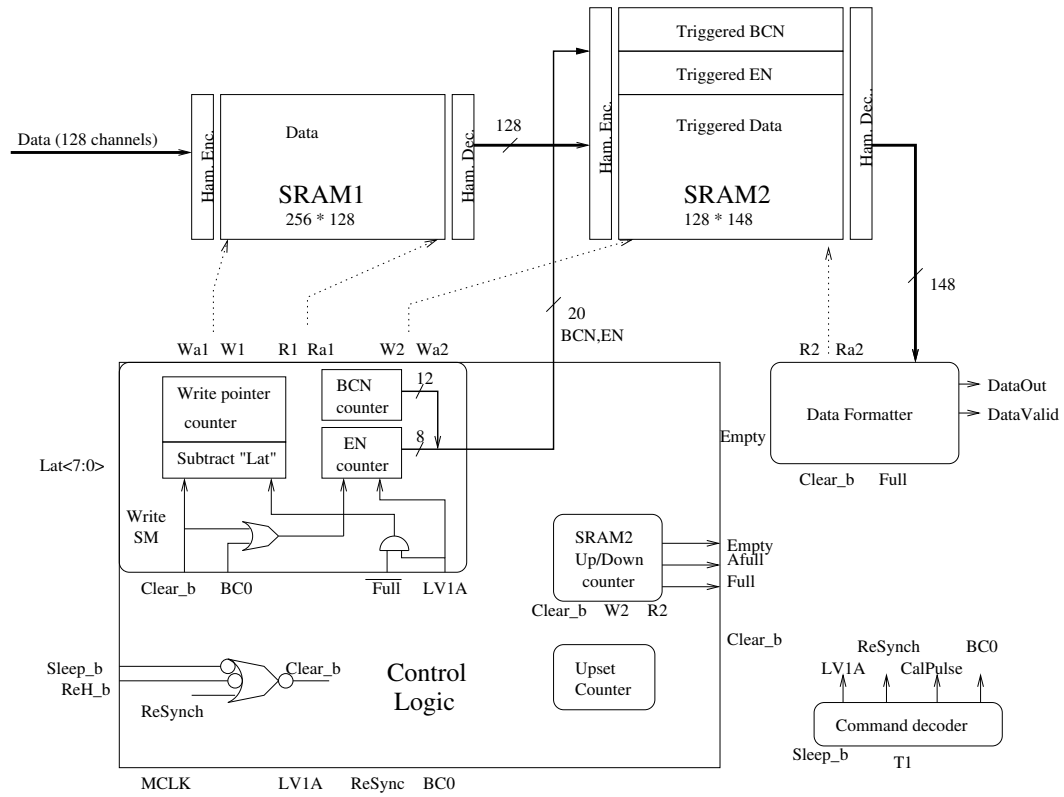 Triggered BCN
Triggered EN
Triggered Data
SRAM2
128 * 148
Ham. Enc.
Ham. Dec..
Data (128 channels)
Ham. Enc.
Data
SRAM1
256 * 128
Ham. Dec.
128
148
20
BCN,EN
Wa1 W1 R1 Ra1 W2 Wa2
R2 Ra2
Write pointer
counter
Subtract "Lat"
BCN
counter
12
EN
counter
8
Lat<7:0>
Write
SM
Clear_b BC0 Full LV1A
Empty
Data Formatter
DataOut
DataValid
Clear_b Full
SRAM2
Up/Down
counter
Empty
Afull
Full
Clear_b W2 R2
Clear_b
Sleep_b
ReH_b
ReSynch
Clear_b
Control
Logic
Upset
Counter
ReSynch BC0
LV1A CalPulse
Command decoder
Sleep_b
T1
MCLK LV1A ReSync BC0